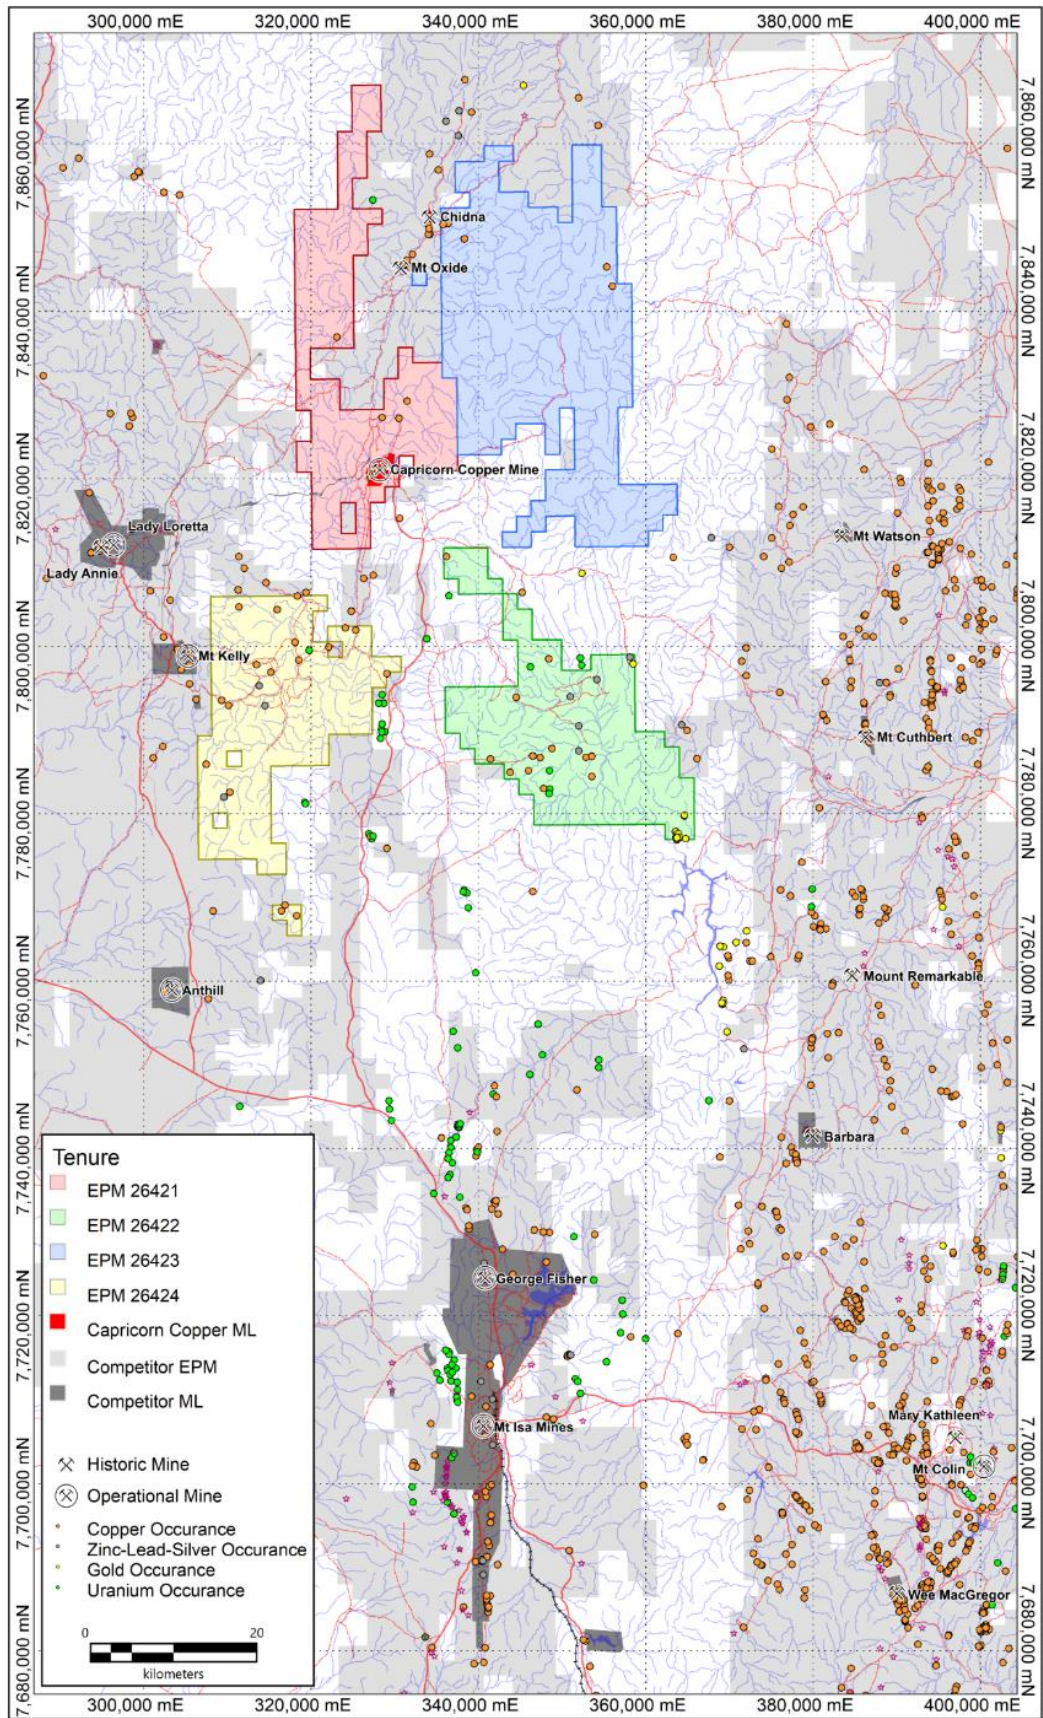 300,000 mE 320,000 mE 340,000 mE 360,000 mE 380,000 mE 400,000 mE
7,860,000 mN
7,860,000 mN
Chidna
Mt Oxide
7,840,000 mN
7,840,000 mN
Capricorn Copper Mine
7,820,000 mN
7,820,000 mN
Lady Loretta
Mt Watson
Lady Annie
7,800,000 mN
7,800,000 mN
Mt Kelly
Mt Cuthbert
7,780,000 mN
7,780,000 mN
Mount Remarkable
Anthill
7,760,000 mN
7,760,000 mN
Barbara
7,740,000 mN
7,740,000 mN
Tenure
EPM 26421
EPM 26422
EPM 26423
EPM 26424
Capricorn Copper ML
Competitor EPM
Competitor ML
Historic Mine
Operational Mine
Copper Occurance
Zinc-Lead-Silver Occurance
Gold Occurance
Uranium Occurance
0 20
kilometers
George Fisher
7,720,000 mN
7,720,000 mN
Mary Kathleen
Mt Isa Mines
Mt Colin
7,700,000 mN
7,700,000 mN
Wee MacGregor
7,680,000 mN
7,680,000 mN
300,000 mE 320,000 mE 340,000 mE 360,000 mE 380,000 mE 400,000 mE